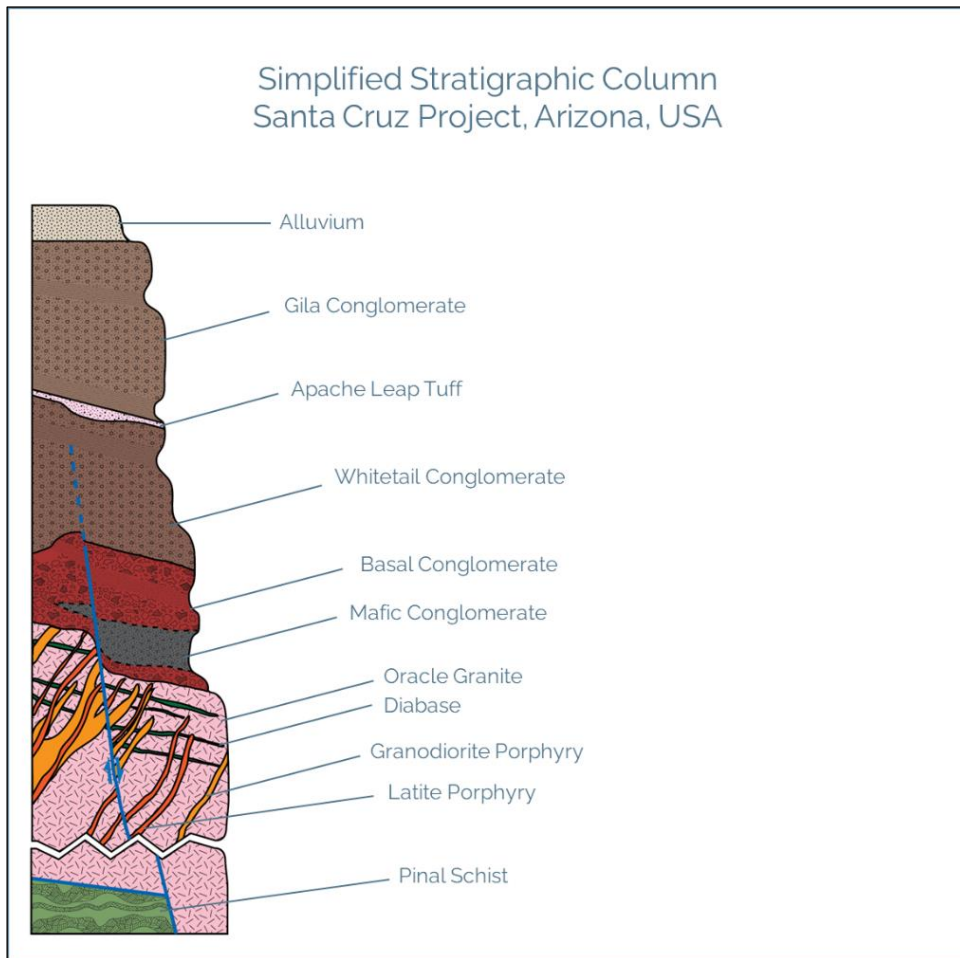 Simplified Stratigraphic Column
Santa Cruz Project, Arizona, USA
Alluvium
Gila Conglomerate
Apache Leap Tuff
Whitetail Conglomerate
Basal Conglomerate
Mafic Conglomerate
Oracle Granite
Diabase
Granodiorite Porphyry
Latite Porphyry
Pinal Schist